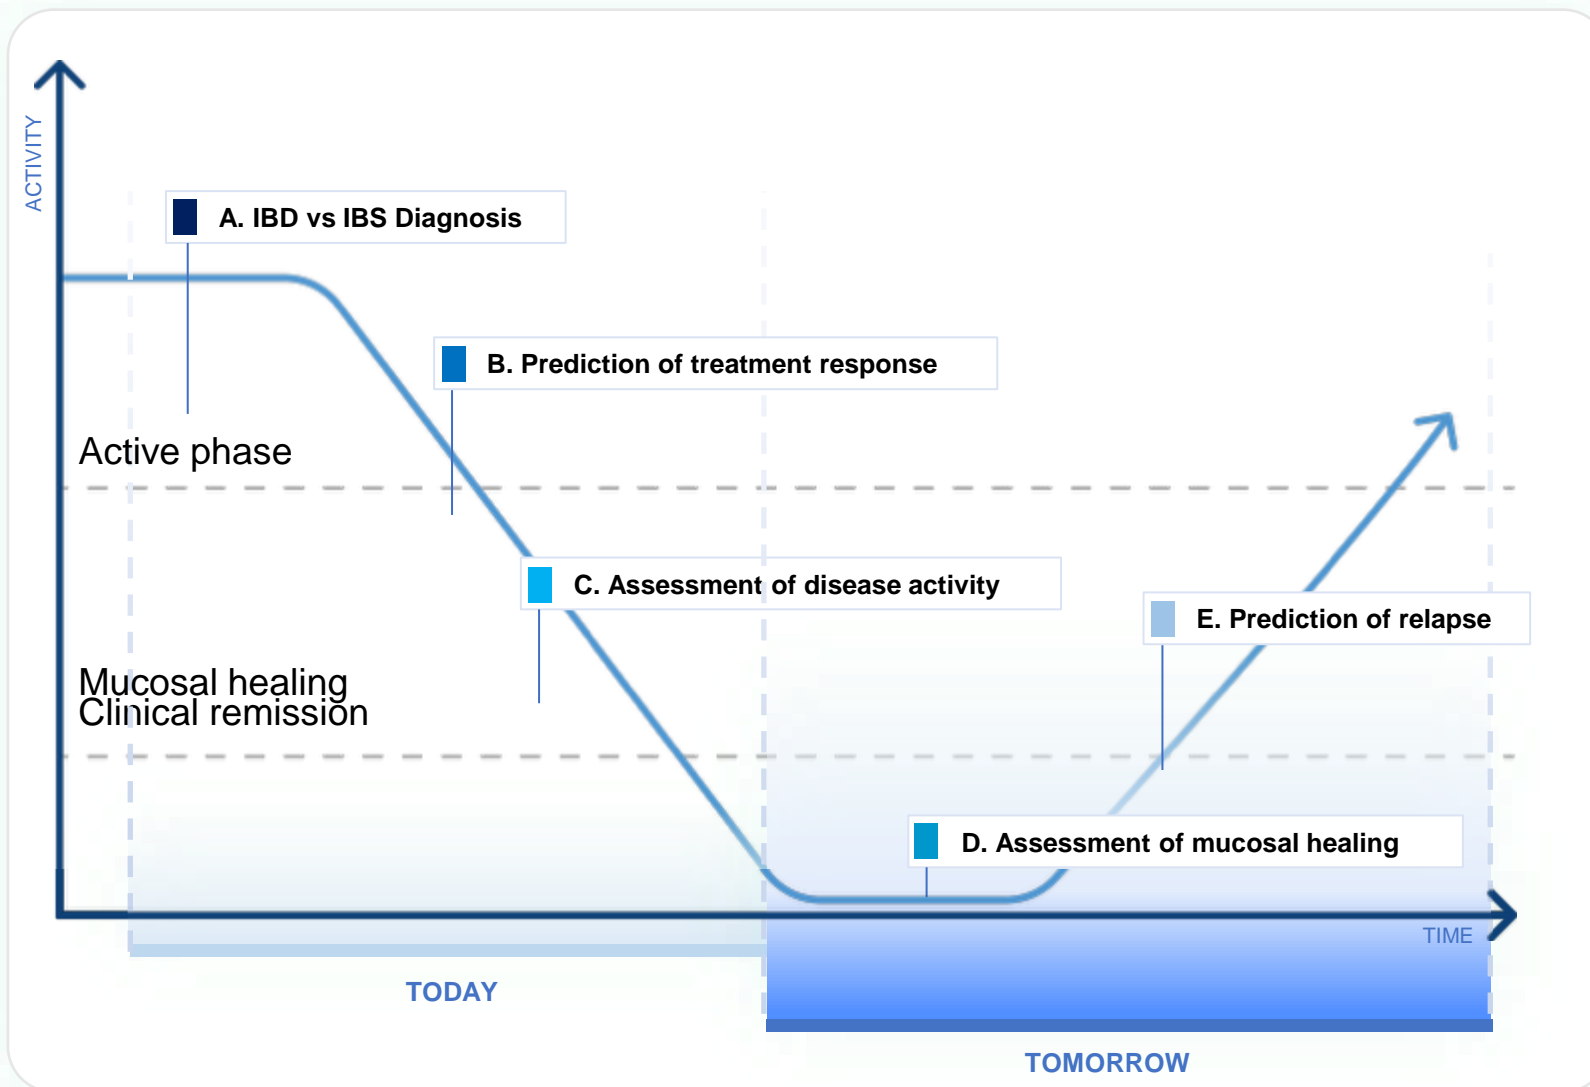 ACTIVITY
A. IBD vs IBS Diagnosis
B. Prediction of treatment response
Active phase
C. Assessment of disease activity
E. Prediction of relapse
Mucosal healing
Clinical remission
D. Assessment of mucosal healing
TIME
TODAY
TOMORROW